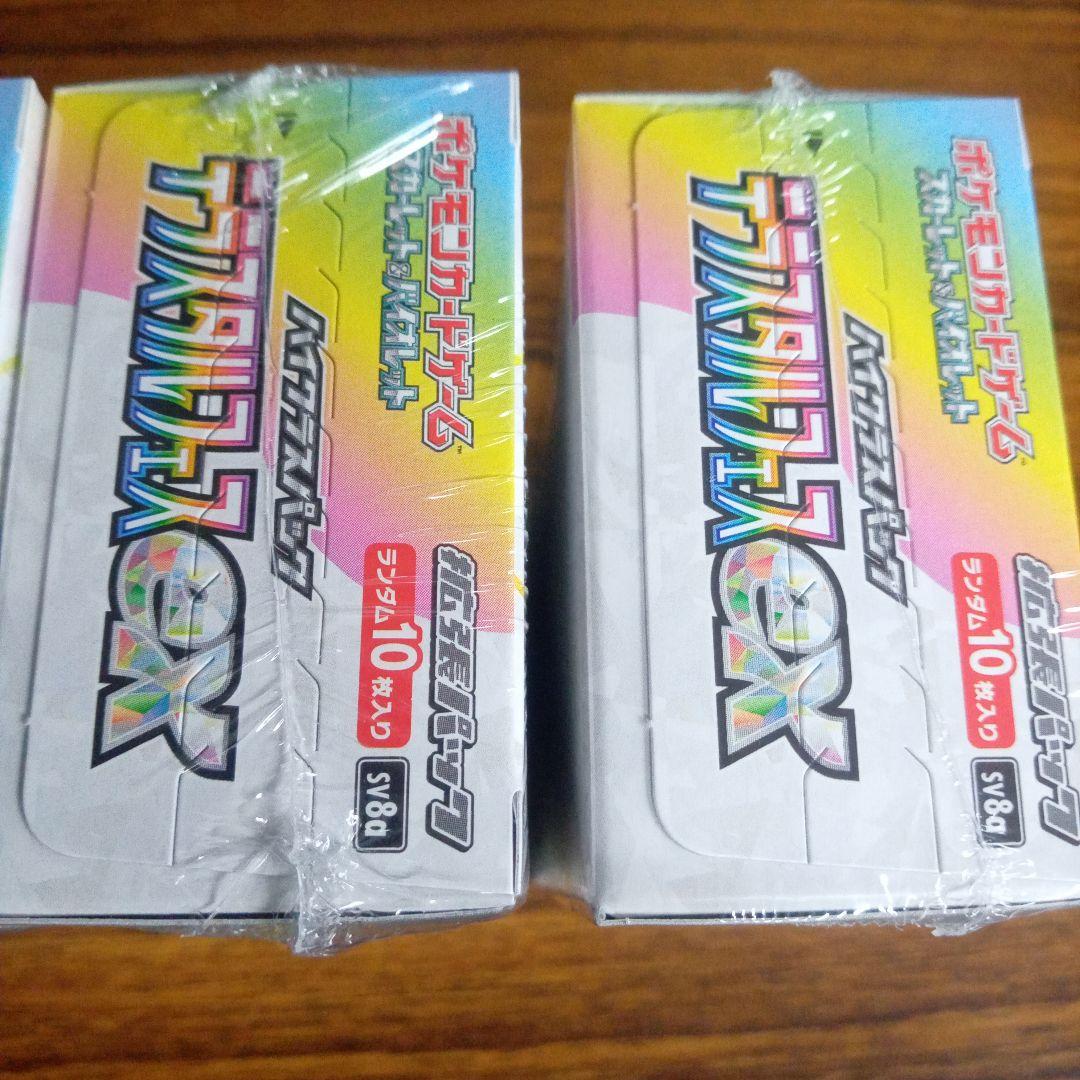 ポケモンカードゲーム
スカーレット&バイオレット
ハイクラスパック
テラスタルフェス
ex
拡張パック
ランダム10枚入り
SV8a
ポケモンカードゲーム
スカーレット&バイオレット
ハイクラスパック
テラスタルフェス
ex
拡張パック
ランダム10枚入り
SV8a